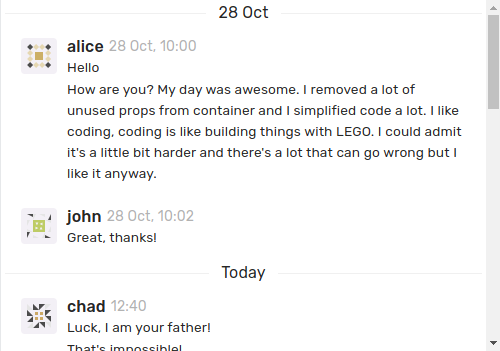 28 Oct
alice 28 Oct, 10:00
Hello
How are you? My day was awesome. I removed a lot of
unused props from container and I simplified code a lot. I like
coding, coding is like building things with LEGO. I could admit
it's a little bit harder and there's a lot that can go wrong but I
like it anyway.
john 28 Oct, 10:02
Great, thanks!
Today
chad 12:40
Luck, I am your father!
That's impossible!